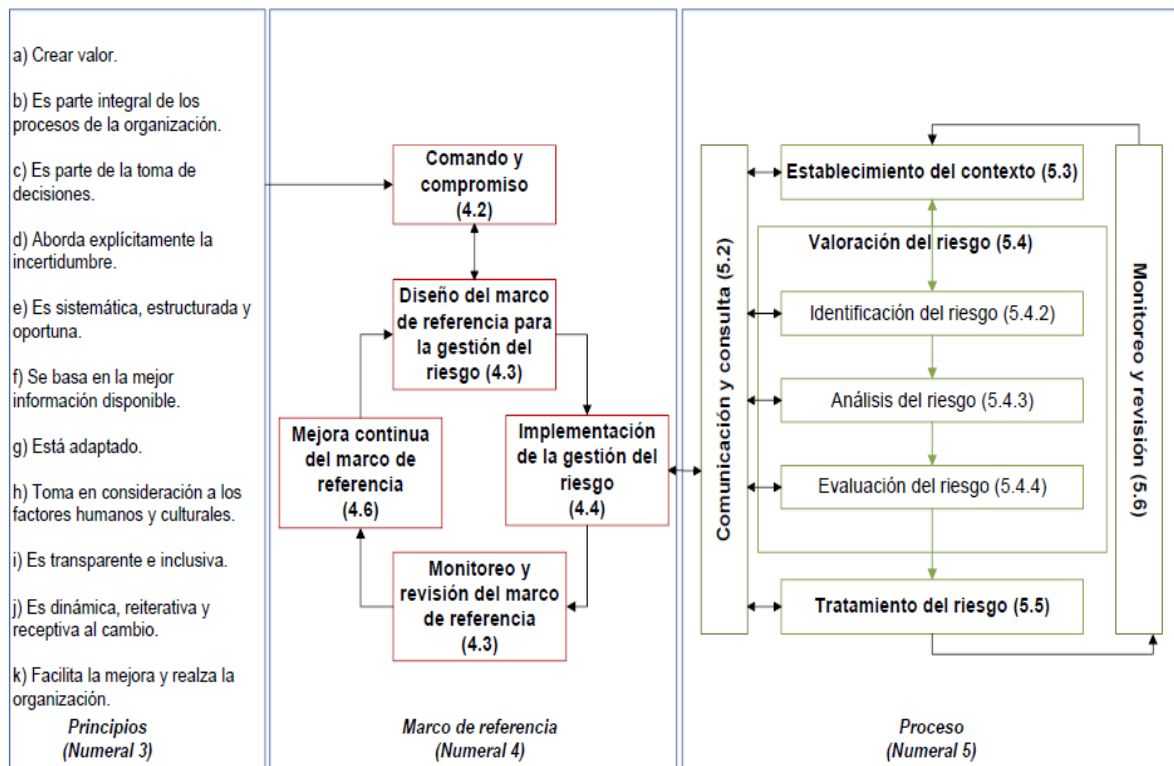 a) Crear valor.
b) Es parte integral de los
procesos de la organización.
c) Es parte de la toma de
decisiones.
d) Aborda explícitamente la
incertidumbre.
e) Es sistemática, estructurada y
oportuna.
f) Se basa en la mejor
información disponible.
g) Está adaptado.
h) Toma en consideración a los
factores humanos y culturales.
i) Es transparente e inclusiva.
j) Es dinámica, reiterativa y
receptiva al cambio.
k) Facilita la mejora y realza la
organización.
Principios
(Numeral 3)
Comando y
compromiso
(4.2)
Diseño del marco
de referencia para
la gestión del
riesgo (4.3)
Mejora continua
del marco de
referencia
(4.6)
Implementación
de la gestión del
riesgo
(4.4)
Monitoreo y
revisión del marco
de referencia
(4.3)
Marco de referencia
(Numeral 4)
Comunicación y consulta (5.2)
Establecimiento del contexto (5.3)
Valoración del riesgo (5.4)
Identificación del riesgo (5.4.2)
Análisis del riesgo (5.4.3)
Evaluación del riesgo (5.4.4)
Tratamiento del riesgo (5.5)
Monitoreo y revisión (5.6)
Proceso
(Numeral 5)